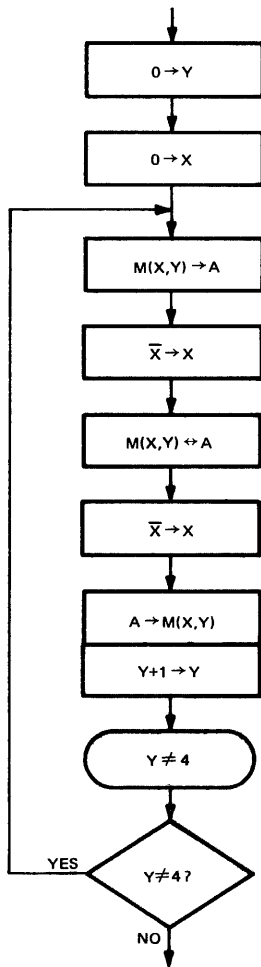 0→Y
0→X
M(X,Y)→A
X̅→X
M(X,Y)↔A
X̅→X
A→M(X,Y)
Y+1→Y
Y≠4
YES
Y≠4?
NO